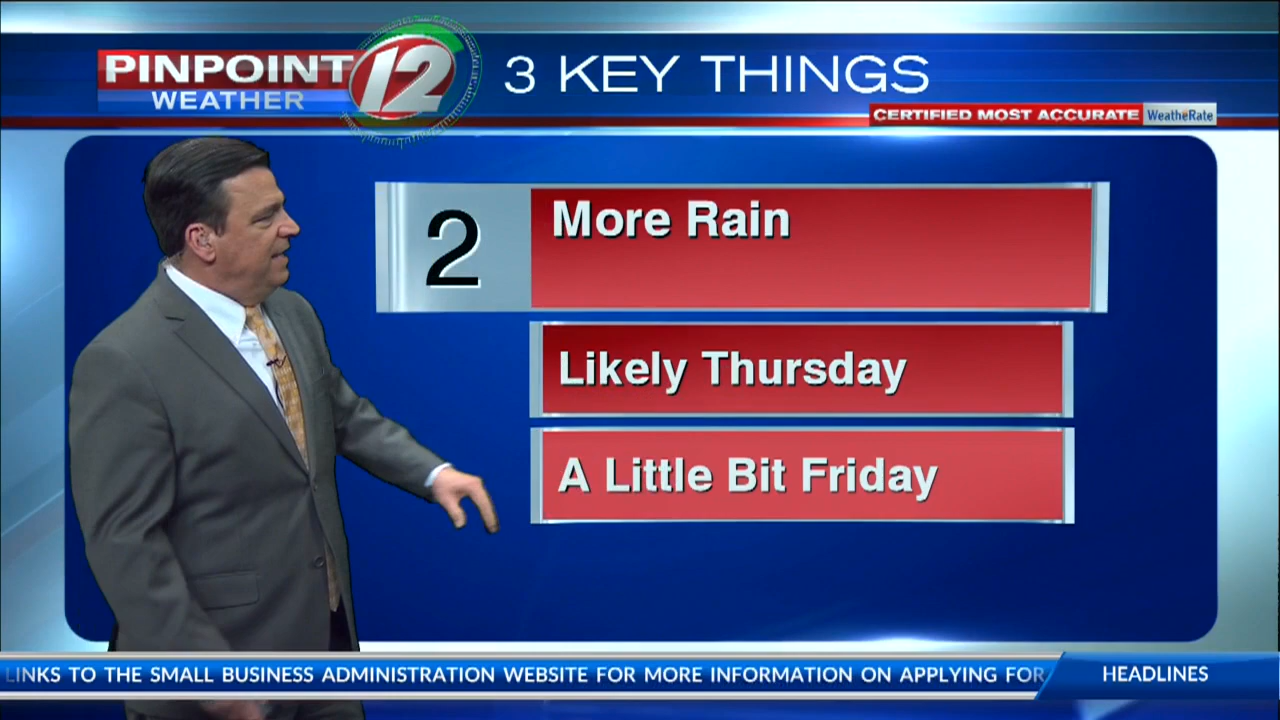 PINPOINT
WEATHER
12
3 KEY THINGS
CERTIFIED MOST ACCURATE WeatheRate
2
More Rain
Likely Thursday
A Little Bit Friday
LINKS TO THE SMALL BUSINESS ADMINISTRATION WEBSITE FOR MORE INFORMATION ON APPLYING FOR
HEADLINES